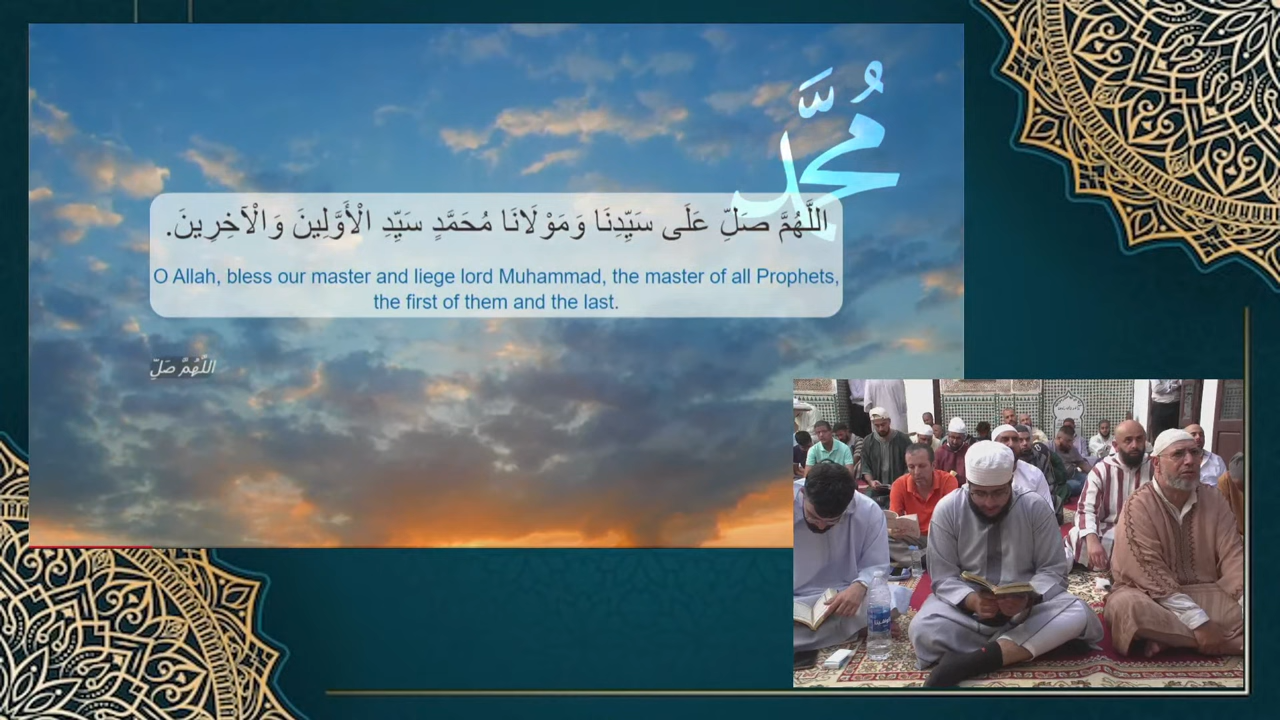 مُحَمَّد
اللَّهُمَّ صَلِّ عَلَى سَيِّدِنَا وَمَوْلَانَا مُحَمَّدٍ سَيِّدِ الْأَوَّلِينَ وَالْآخِرِينَ.
O Allah, bless our master and liege lord Muhammad, the master of all Prophets,
the first of them and the last.
اللَّهُمَّ صَلِّ